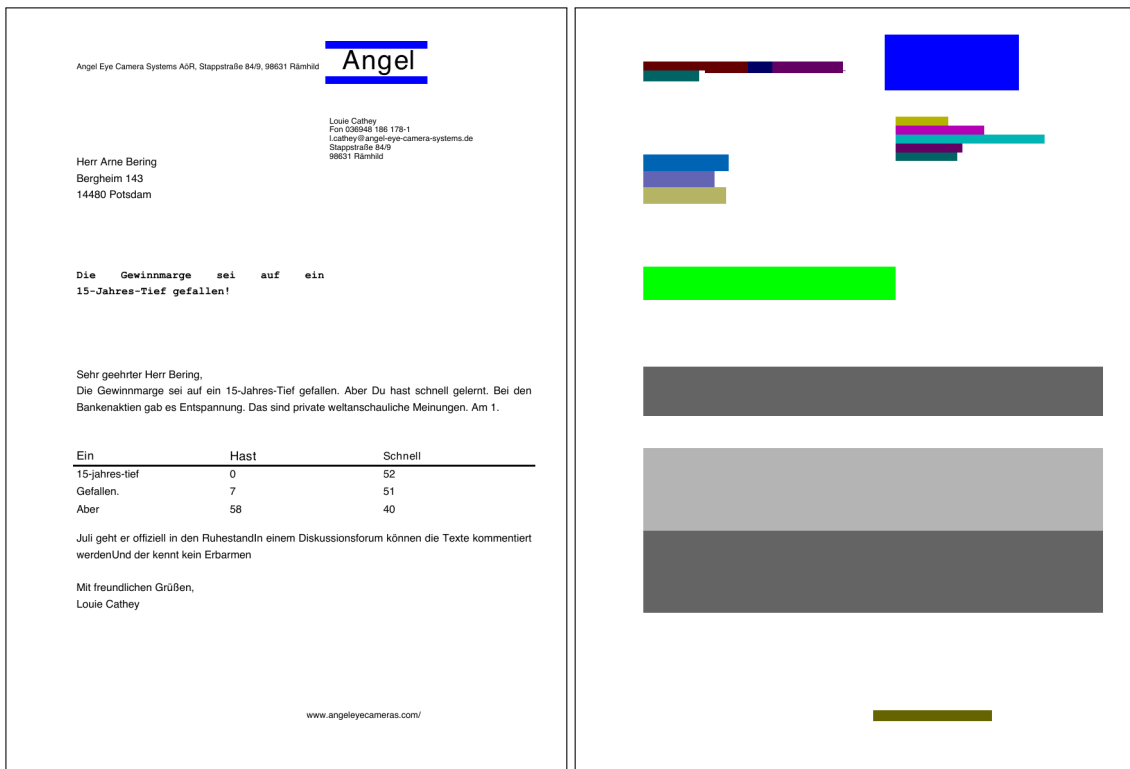 Angel
Angel Eye Camera Systems AöR, Stappstraße 84/9, 98631 Rämhild
Louie Cathey
Fon 036948 186 178-1
l.cathey@angel-eye-camera-systems.de
Stappstraße 84/9
98631 Rämhild
Herr Arne Bering
Bergheim 143
14480 Potsdam
Die Gewinnmarge sei auf ein
15-Jahres-Tief gefallen!
Sehr geehrter Herr Bering,
Die Gewinnmarge sei auf ein 15-Jahres-Tief gefallen. Aber Du hast schnell gelernt. Bei den
Bankenaktien gab es Entspannung. Das sind private weltanschauliche Meinungen. Am 1.
Ein Hast Schnell
15-jahres-tief 0 52
Gefallen. 7 51
Aber 58 40
Juli geht er offiziell in den RuhestandIn einem Diskussionsforum können die Texte kommentiert
werdenUnd der kennt kein Erbarmen
Mit freundlichen Grüßen,
Louie Cathey
www.angeleyecameras.com/